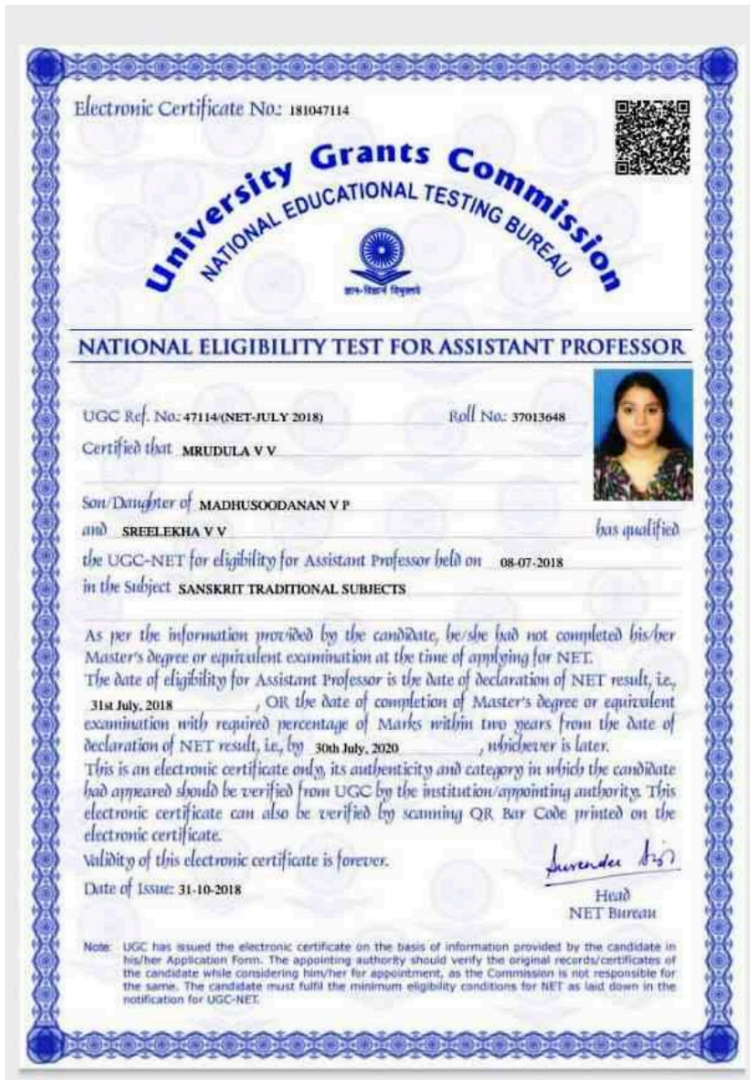 Electronic Certificate No.: 181047114
University Grants Commission
NATIONAL EDUCATIONAL TESTING BUREAU
ज्ञान-विज्ञानं विमुक्तये
NATIONAL ELIGIBILITY TEST FOR ASSISTANT PROFESSOR
UGC Ref. No.: 47114/(NET-JULY 2018) Roll No.: 37013648
Certified that MRUDULA V V
Son/Daughter of MADHUSOODANAN V P
and SREELEKHA V V has qualified
the UGC-NET for eligibility for Assistant Professor held on 08-07-2018
in the Subject SANSKRIT TRADITIONAL SUBJECTS
As per the information provided by the candidate, he/she had not completed his/her
Master's degree or equivalent examination at the time of applying for NET.
The date of eligibility for Assistant Professor is the date of declaration of NET result, i.e.,
31st July, 2018 , OR the date of completion of Master's degree or equivalent
examination with required percentage of Marks within two years from the date of
declaration of NET result, i.e., by 30th July, 2020 , whichever is later.
This is an electronic certificate only, its authenticity and category in which the candidate
had appeared should be verified from UGC by the institution/appointing authority. This
electronic certificate can also be verified by scanning QR Bar Code printed on the
electronic certificate.
Validity of this electronic certificate is forever.
Date of Issue: 31-10-2018
Head
NET Bureau
Note: UGC has issued the electronic certificate on the basis of information provided by the candidate in
his/her Application Form. The appointing authority should verify the original records/certificates of
the candidate while considering him/her for appointment, as the Commission is not responsible for
the same. The candidate must fulfil the minimum eligibility conditions for NET as laid down in the
notification for UGC-NET.